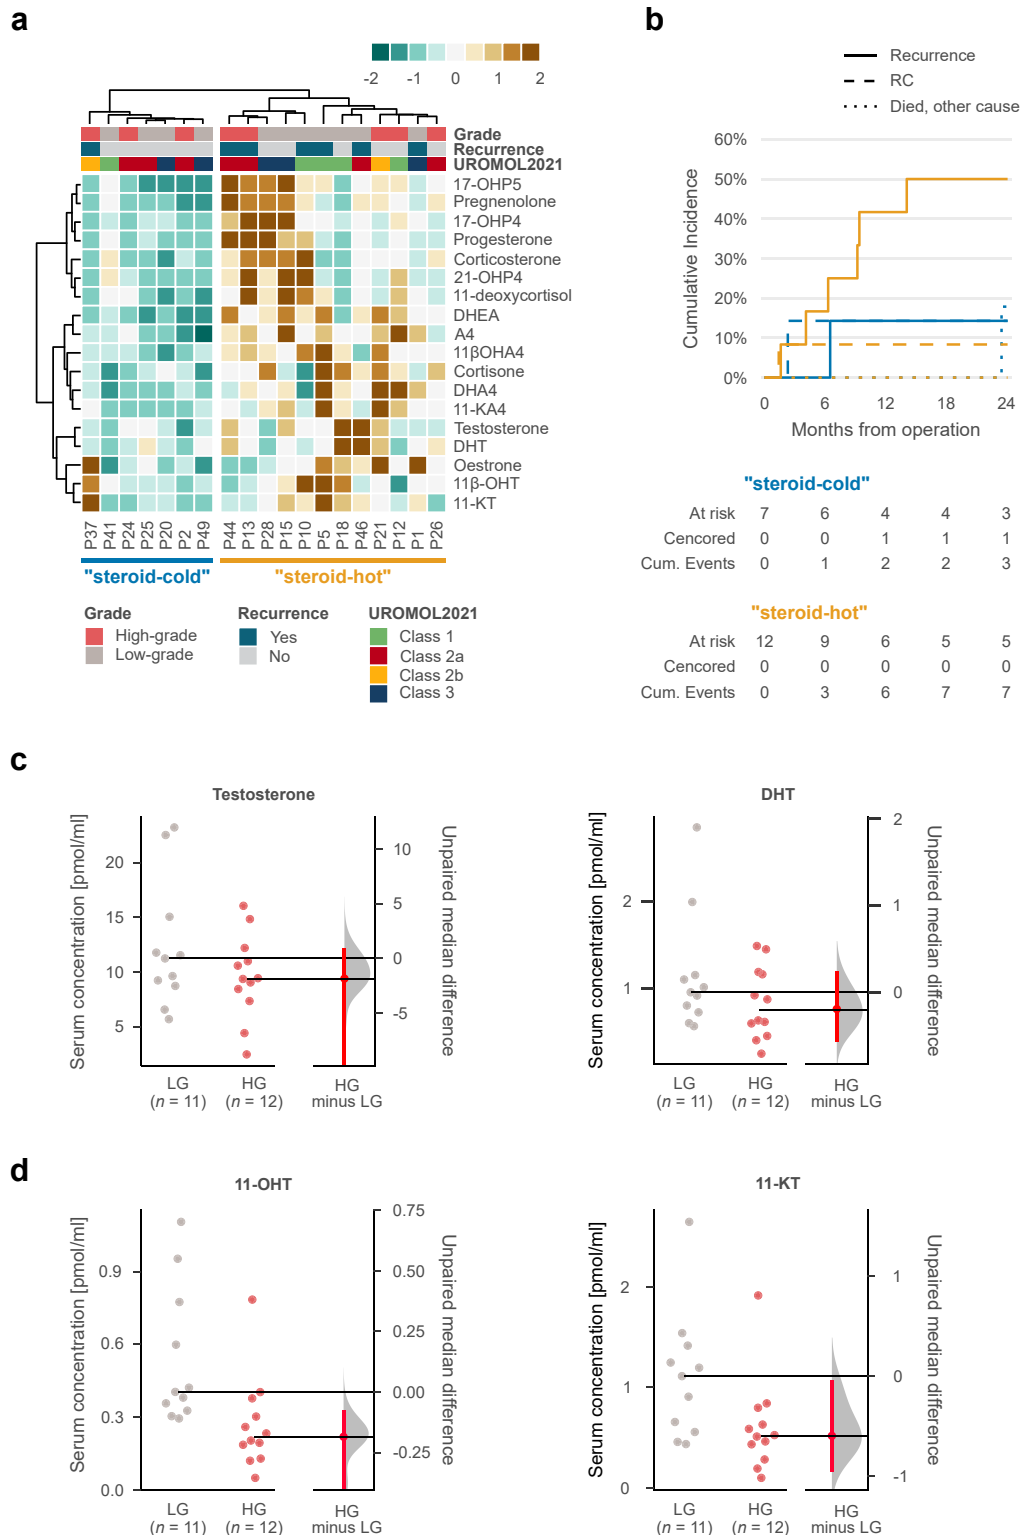 a
-2 -1 0 1 2
Grade
Recurrence
UROMOL2021
17-OHP5
Pregnenolone
17-OHP4
Progesterone
Corticosterone
21-OHP4
11-deoxycortisol
DHEA
A4
11βOHA4
Cortisone
DHA4
11-KA4
Testosterone
DHT
Oestrone
11β-OHT
11-KT
P37 P41 P24 P25 P20 P2 P49 P44 P13 P28 P15 P10 P5 P18 P46 P21 P12 P1 P26
"steroid-cold" "steroid-hot"
Grade
High-grade
Low-grade
Recurrence
Yes
No
UROMOL2021
Class 1
Class 2a
Class 2b
Class 3
b
Recurrence
RC
Died, other cause
Cumulative Incidence
60%
50%
40%
30%
20%
10%
0%
0 6 12 18 24
Months from operation
"steroid-cold"
At risk 7 6 4 4 3
Censored 0 0 1 1 1
Cum. Events 0 1 2 2 3
"steroid-hot"
At risk 12 9 6 5 5
Censored 0 0 0 0 0
Cum. Events 0 3 6 7 7
c
Testosterone
Serum concentration [pmol/ml]
20
15
10
5
10
5
0
-5
Unpaired median difference
LG HG HG
(n = 11) (n = 12) minus LG
DHT
Serum concentration [pmol/ml]
2
1
2
1
0
Unpaired median difference
LG HG HG
(n = 11) (n = 12) minus LG
d
11-OHT
Serum concentration [pmol/ml]
0.9
0.6
0.3
0.0
0.75
0.50
0.25
0.00
-0.25
Unpaired median difference
LG HG HG
(n = 11) (n = 12) minus LG
11-KT
Serum concentration [pmol/ml]
2
1
0
1
0
-1
Unpaired median difference
LG HG HG
(n = 11) (n = 12) minus LG